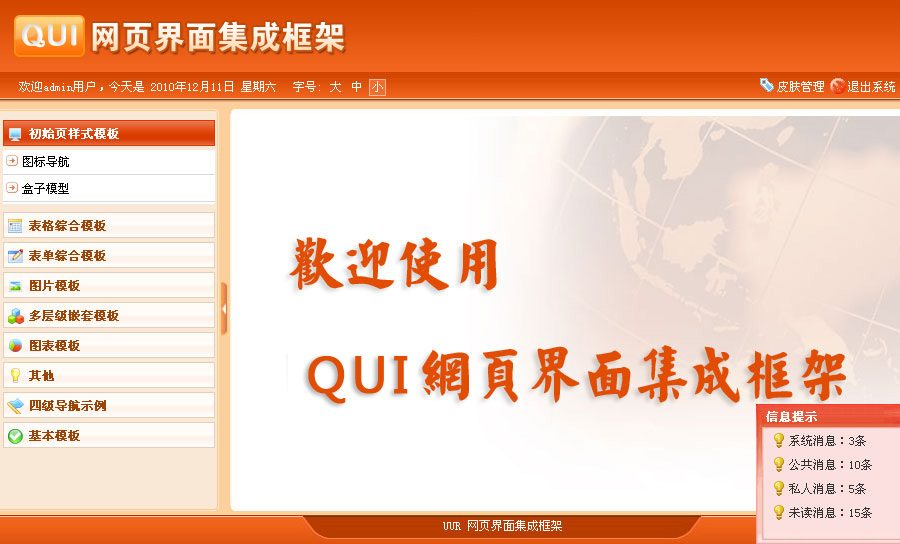 QUI 网页界面集成框架
欢迎admin用户，今天是 2010年12月11日 星期六 字号: 大 中 小
皮肤管理 退出系统
初始页样式模板
图标导航
盒子模型
表格综合模板
表单综合模板
图片模板
多层级嵌套模板
图表模板
其他
四级导航示例
基本模板
歡迎使用
QUI 網頁界面集成框架
信息提示
系统消息：3条
公共消息：10条
私人消息：5条
未读消息：15条
UUR 网页界面集成框架